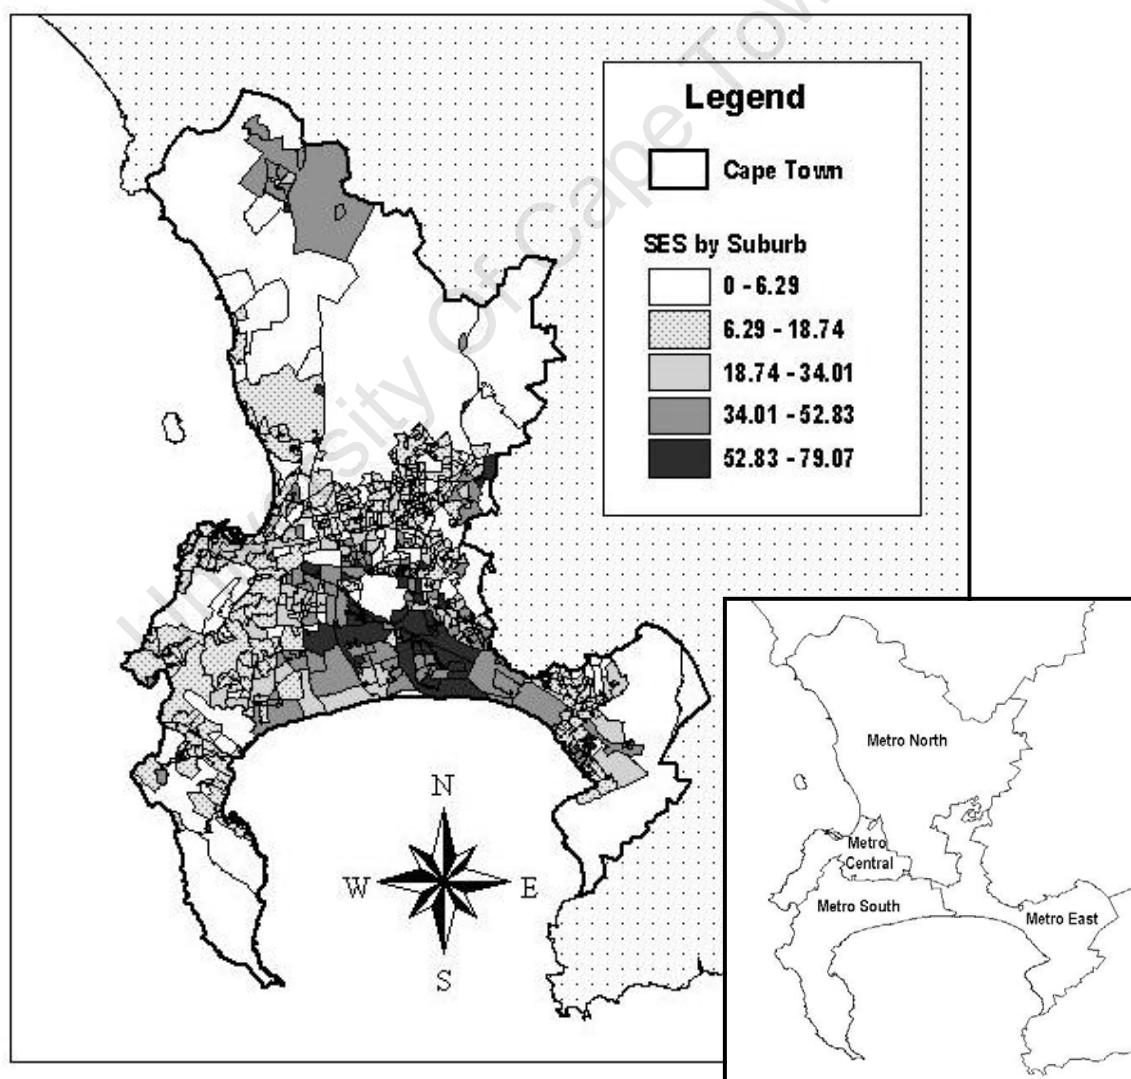 University Of Cape Town
Legend
Cape Town
SES by Suburb
0 - 6.29
6.29 - 18.74
18.74 - 34.01
34.01 - 52.83
52.83 - 79.07
N
W
E
S
Metro North
Metro
Central
Metro South
Metro East